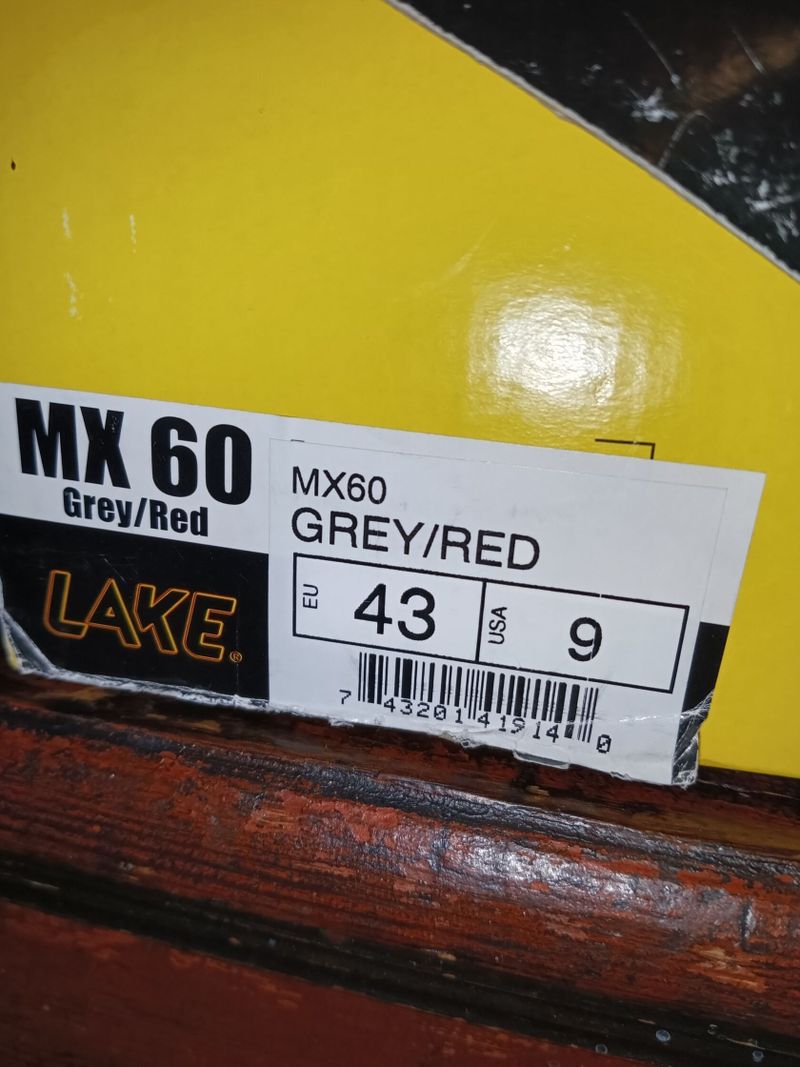 MX 60
Grey/Red
LAKE®
MX60
GREY/RED
EU 43 USA 9
7 43201 41914 0